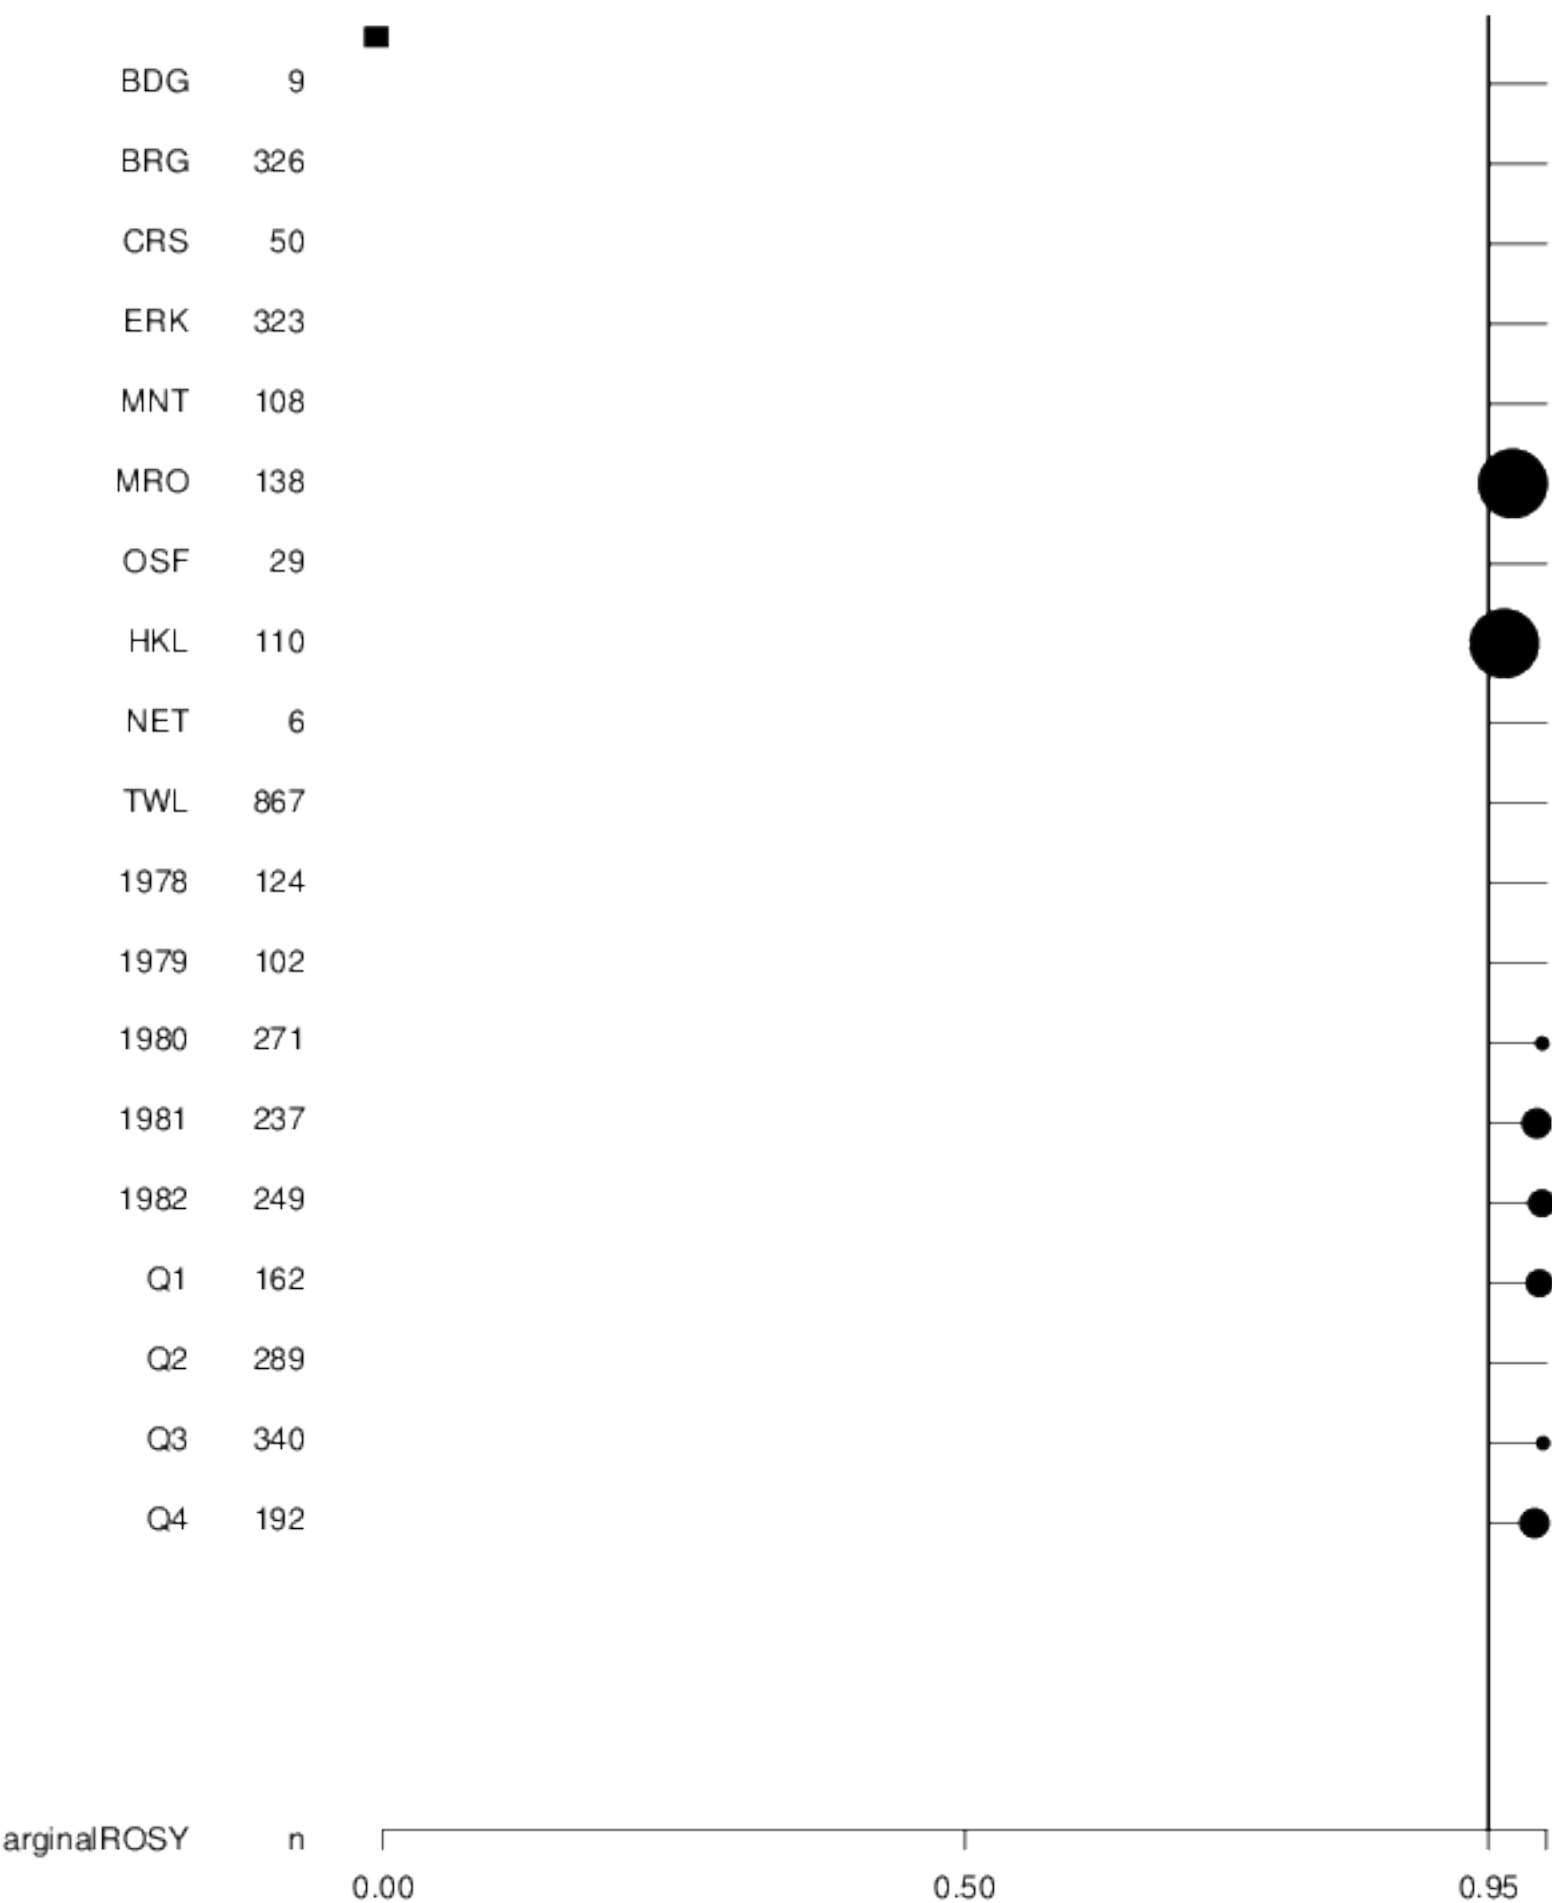 BDG 9
BRG 326
CRS 50
ERK 323
MNT 108
MRO 138
OSF 29
HKL 110
NET 6
TWL 867
1978 124
1979 102
1980 271
1981 237
1982 249
Q1 162
Q2 289
Q3 340
Q4 192
arginalROSY n
0.00 0.50 0.95